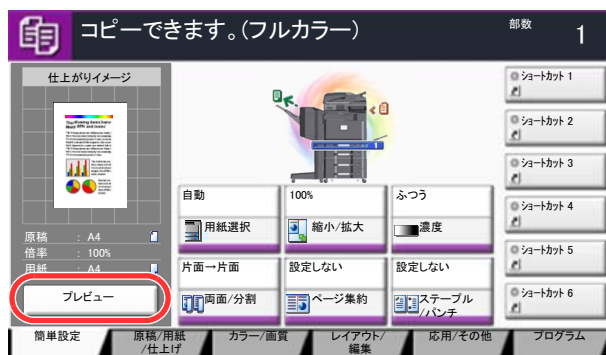 コピーできます。(フルカラー)
部数
1
仕上がりイメージ
原稿 : A4
倍率 : 100%
用紙 : A4
プレビュー
1
自動
用紙選択
100%
縮小/拡大
ふつう
濃度
片面→片面
両面/分割
設定しない
ページ集約
設定しない
ステープル
/パンチ
ショートカット 1
ショートカット 2
ショートカット 3
ショートカット 4
ショートカット 5
ショートカット 6
簡単設定
原稿/用紙
/仕上げ
カラー/画質
レイアウト/
編集
応用/その他
プログラム